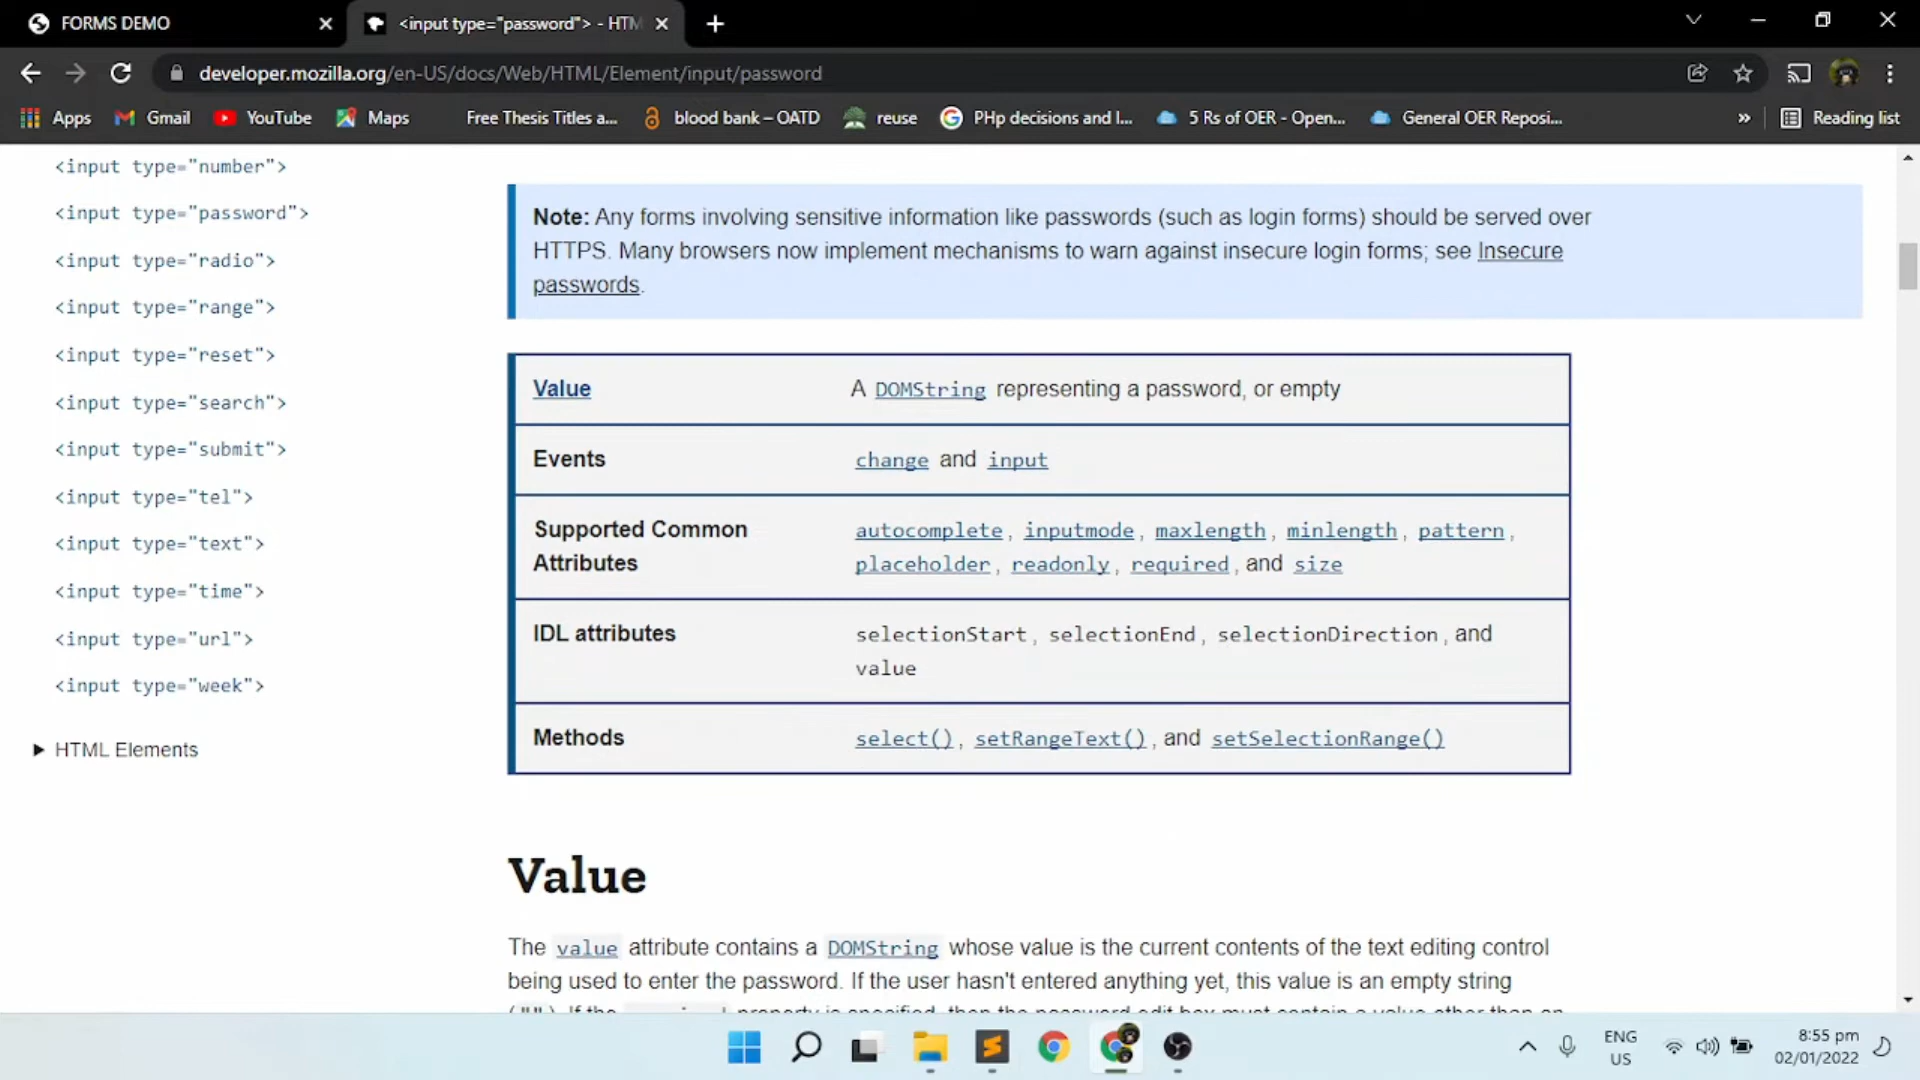 FORMS DEMO
<input type="password"> - HTM
developer.mozilla.org/en-US/docs/Web/HTML/Element/input/password
Apps Gmail YouTube Maps Free Thesis Titles a... blood bank – OATD reuse PHp decisions and l... 5 Rs of OER - Open... General OER Reposi... » Reading list
<input type="number">
<input type="password">
<input type="radio">
<input type="range">
<input type="reset">
<input type="search">
<input type="submit">
<input type="tel">
<input type="text">
<input type="time">
<input type="url">
<input type="week">
HTML Elements
Note: Any forms involving sensitive information like passwords (such as login forms) should be served over
HTTPS. Many browsers now implement mechanisms to warn against insecure login forms; see Insecure
passwords.
Value A DOMString representing a password, or empty
Events change and input
Supported Common autocomplete, inputmode, maxlength, minlength, pattern,
Attributes placeholder, readonly, required, and size
IDL attributes selectionStart, selectionEnd, selectionDirection, and
value
Methods select(), setRangeText(), and setSelectionRange()
Value
The value attribute contains a DOMString whose value is the current contents of the text editing control
being used to enter the password. If the user hasn't entered anything yet, this value is an empty string
ENG 8:55 pm
US 02/01/2022